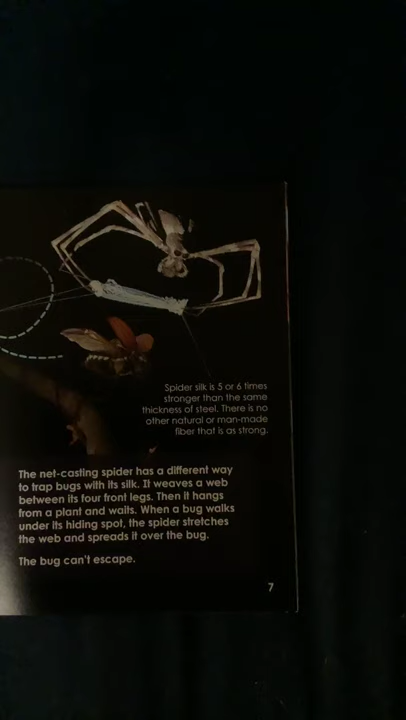 Spider silk is 5 or 6 times
stronger than the same
thickness of steel. There is no
other natural or man-made
fiber that is as strong.
The net-casting spider has a different way
to trap bugs with its silk. It weaves a web
between its four front legs. Then it hangs
from a plant and waits. When a bug walks
under its hiding spot, the spider stretches
the web and spreads it over the bug.
The bug can't escape.
7